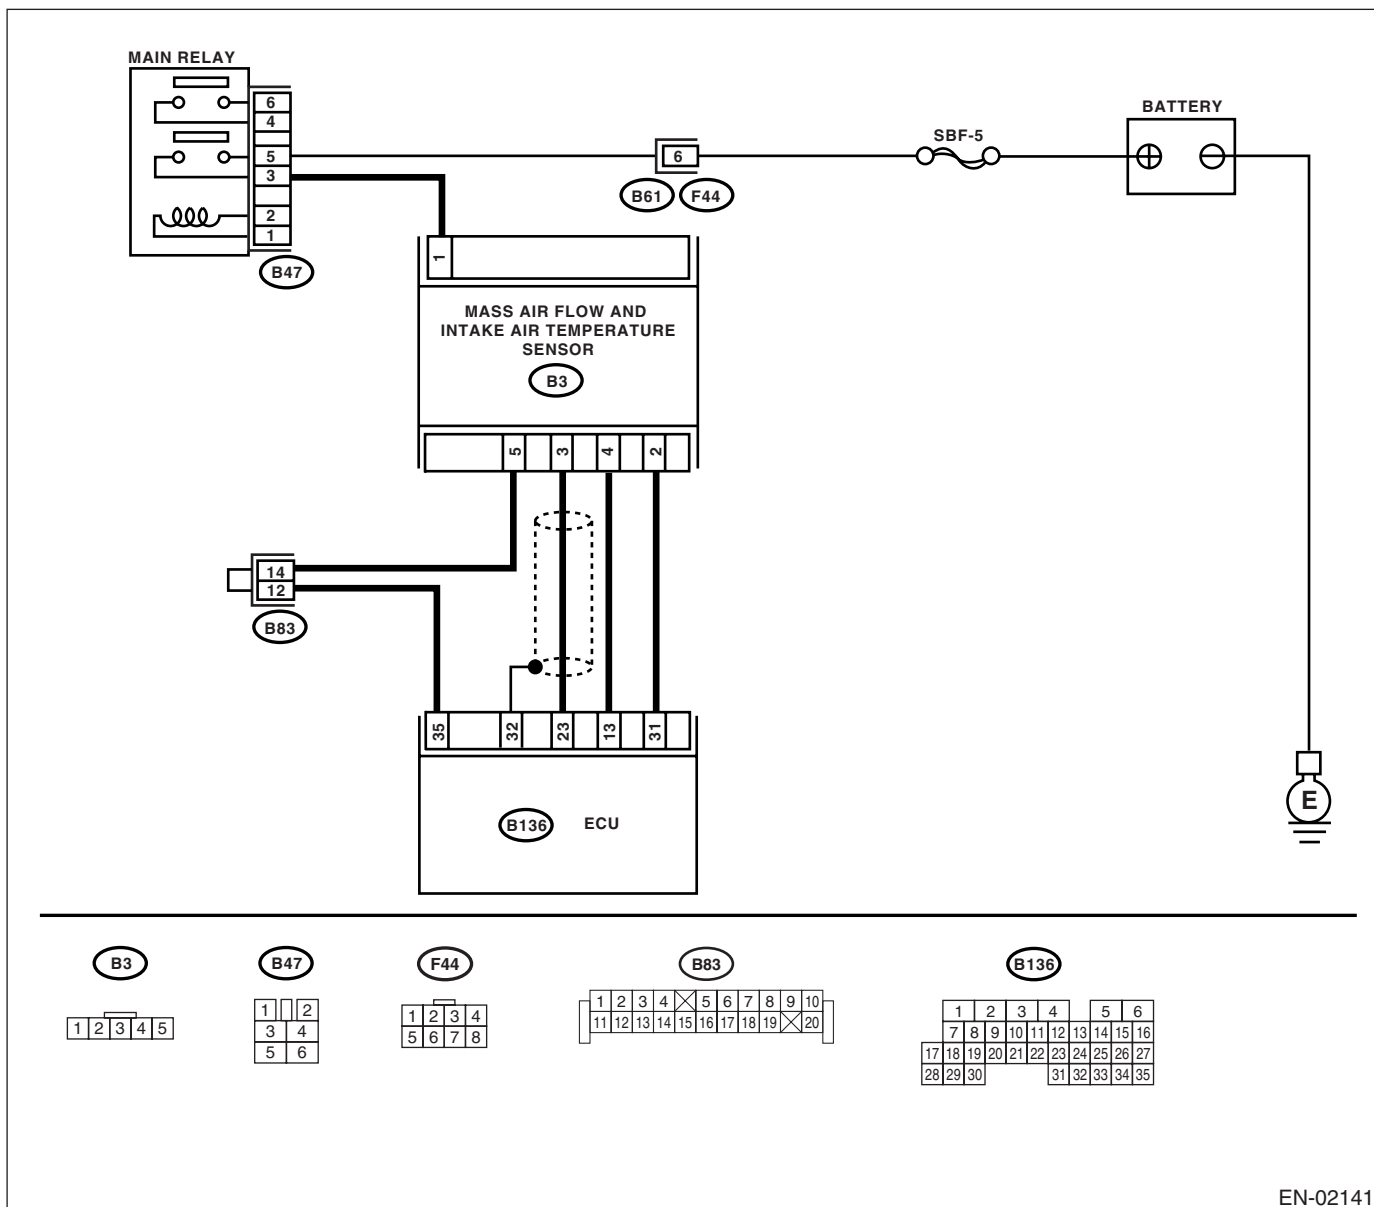 MAIN RELAY
6
4
5
3
2
1
B47
6
B61 F44
SBF-5
BATTERY
1
MASS AIR FLOW AND
INTAKE AIR TEMPERATURE
SENSOR
B3
5 3 4 2
14
12
B83
35 32 23 13 31
B136 ECU
E
B3
1 2 3 4 5
B47
1 2
3 4
5 6
F44
1 2 3 4
5 6 7 8
B83
1 2 3 4 5 6 7 8 9 10
11 12 13 14 15 16 17 18 19 20
B136
1 2 3 4 5 6
7 8 9 10 11 12 13 14 15 16
17 18 19 20 21 22 23 24 25 26 27
28 29 30 31 32 33 34 35
EN-02141